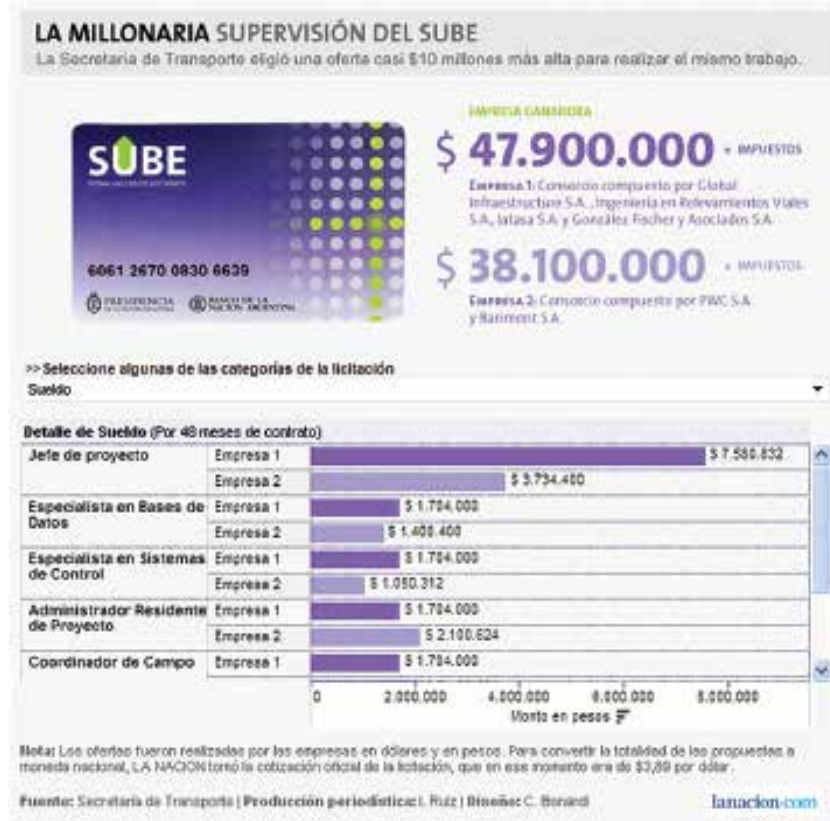 LA MILLONARIA SUPERVISIÓN DEL SUBE
La Secretaria de Transporte eligió una oferta casi $10 millones más alta para realizar el mismo trabajo.
EMPRESA GANADORA
$ 47.900.000 + IMPUESTOS
EMPRESA 1: Consorcio compuesto por Global
Infraestructure S.A., Ingeniería en Relevamientos Viales
S.A., Iatasa S.A. y González Fischer y Asociados S.A.
$ 38.100.000 + IMPUESTOS
EMPRESA 2: Consorcio compuesto por PWC S.A.
y Barimont S.A.
SUBE
6061 2670 0830 6639
PRESIDENCIA
BANCO DE LA
NACIÓN ARGENTINA
>> Seleccione algunas de las categorías de la licitación
Sueldo
Detalle de Sueldo (Por 48 meses de contrato)
Jefe de proyecto Empresa 1 $ 7.580.832
Empresa 2 $ 3.734.400
Especialista en Bases de Datos Empresa 1 $ 1.704.000
Empresa 2 $ 1.400.400
Especialista en Sistemas de Control Empresa 1 $ 1.704.000
Empresa 2 $ 1.050.312
Administrador Residente de Proyecto Empresa 1 $ 1.704.000
Empresa 2 $ 2.100.624
Coordinador de Campo Empresa 1 $ 1.704.000
0 2.000.000 4.000.000 6.000.000 8.000.000
Monto en pesos
Nota: Las ofertas fueron realizadas por las empresas en dólares y en pesos. Para convertir la totalidad de las propuestas a
moneda nacional, LA NACION tomó la cotización oficial de la licitación, que en ese momento era de $3,89 por dólar.
Fuente: Secretaría de Transporte | Producción periodística: I. Ruiz | Diseño: C. Bonardi
lanacion.com